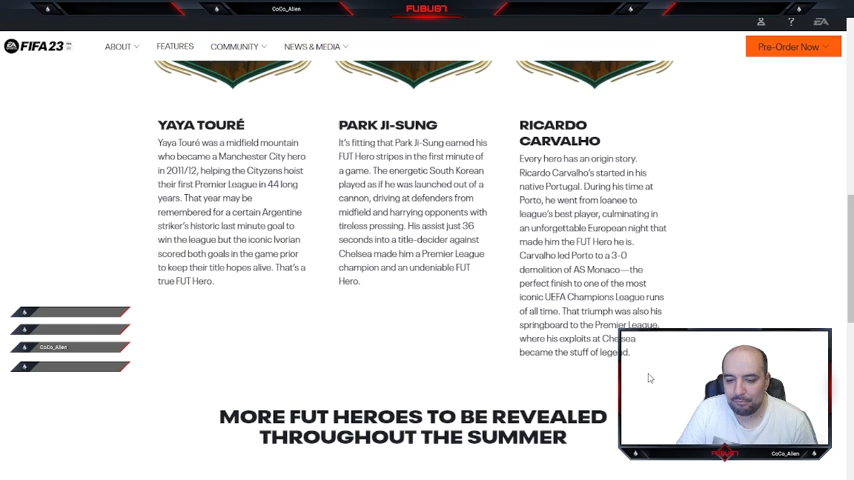 CoCo_Alien
FUBU87
? EA
EA SPORTS FIFA 23
ABOUT
FEATURES
COMMUNITY
NEWS & MEDIA
Pre-Order Now
YAYA TOURÉ
Yaya Touré was a midfield mountain
who became a Manchester City hero
in 2011/12, helping the Cityzens hoist
their first Premier League in 44 long
years. That year may be
remembered for a certain Argentine
striker's historic last minute goal to
win the league but the iconic Ivorian
scored both goals in the game prior
to keep their title hopes alive. That's a
true FUT Hero.
PARK JI-SUNG
It's fitting that Park Ji-Sung earned his
FUT Hero stripes in the first minute of
a game. The energetic South Korean
played as if he was launched out of a
cannon, driving at defenders from
midfield and harrying opponents with
tireless pressing. His assist just 36
seconds into a title-decider against
Chelsea made him a Premier League
champion and an undeniable FUT
Hero.
RICARDO
CARVALHO
Every hero has an origin story.
Ricardo Carvalho's started in his
native Portugal. During his time at
Porto, he went from loanee to
league's best player, culminating in
an unforgettable European night that
made him the FUT Hero he is.
Carvalho led Porto to a 3-0
demolition of AS Monaco—the
perfect finish to one of the most
iconic UEFA Champions League runs
of all time. That triumph was also his
springboard to the Premier League,
where his exploits at Chelsea
became the stuff of legend.
CoCo_Alien
MORE FUT HEROES TO BE REVEALED
THROUGHOUT THE SUMMER
FUBU87
CoCo_Alien